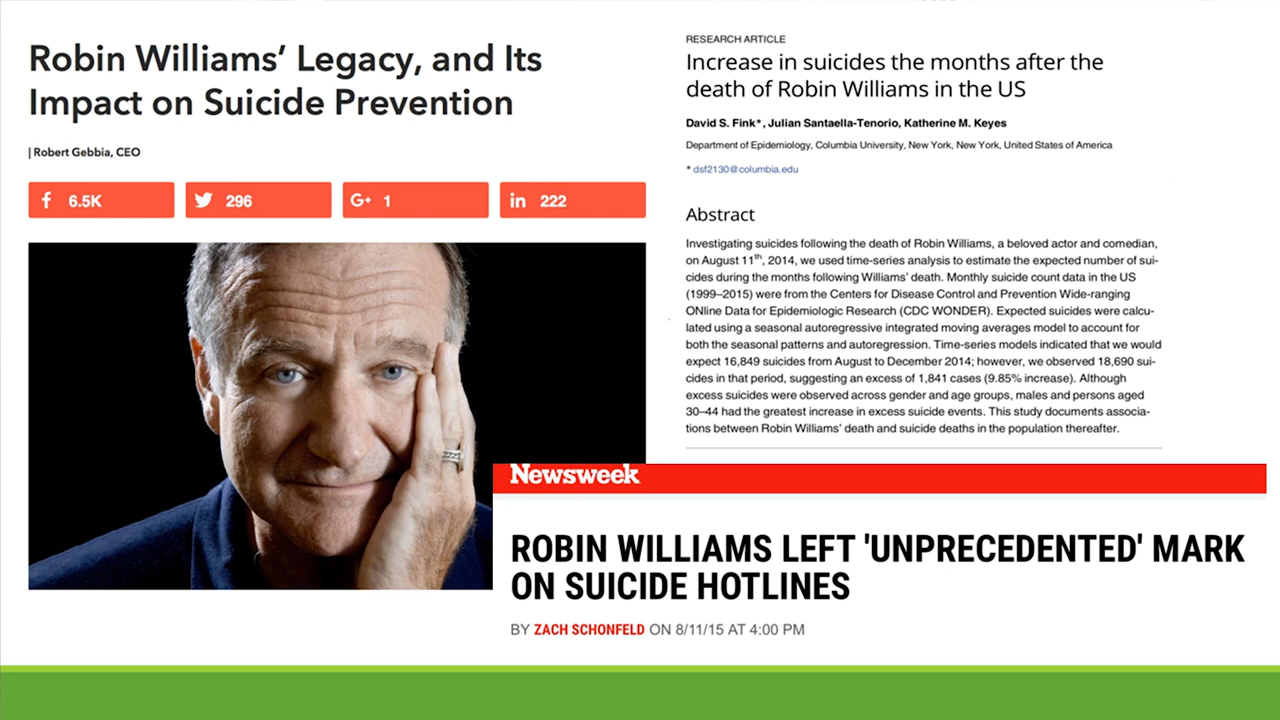 Robin Williams’ Legacy, and Its
Impact on Suicide Prevention
| Robert Gebbia, CEO
6.5K
296
G+ 1
in 222
RESEARCH ARTICLE
Increase in suicides the months after the
death of Robin Williams in the US
David S. Fink*, Julian Santaella-Tenorio, Katherine M. Keyes
Department of Epidemiology, Columbia University, New York, New York, United States of America
* dsf2130@columbia.edu
Abstract
Investigating suicides following the death of Robin Williams, a beloved actor and comedian,
on August 11th, 2014, we used time-series analysis to estimate the expected number of sui-
cides during the months following Williams’ death. Monthly suicide count data in the US
(1999–2015) were from the Centers for Disease Control and Prevention Wide-ranging
ONline Data for Epidemiologic Research (CDC WONDER). Expected suicides were calcu-
lated using a seasonal autoregressive integrated moving averages model to account for
both the seasonal patterns and autoregression. Time-series models indicated that we would
expect 16,849 suicides from August to December 2014; however, we observed 18,690 sui-
cides in that period, suggesting an excess of 1,841 cases (9.85% increase). Although
excess suicides were observed across gender and age groups, males and persons aged
30–44 had the greatest increase in excess suicide events. This study documents associa-
tions between Robin Williams’ death and suicide deaths in the population thereafter.
Newsweek
ROBIN WILLIAMS LEFT 'UNPRECEDENTED' MARK
ON SUICIDE HOTLINES
BY ZACH SCHONFELD ON 8/11/15 AT 4:00 PM